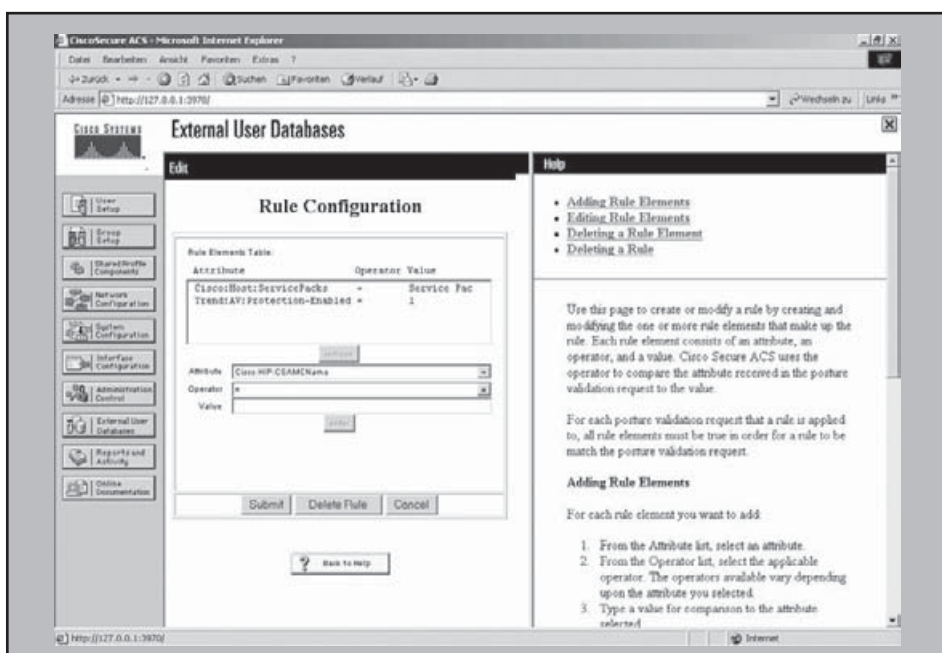 CiscoSecure ACS - Microsoft Internet Explorer
Datei Bearbeiten Ansicht Favoriten Extras ?
Zurück Suchen Favoriten Verlauf
Adresse http://127.0.0.1:3970/ Wechseln zu Links »
CISCO SYSTEMS
External User Databases
Edit
User Setup
Group Setup
Shared Profile Components
Network Configuration
System Configuration
Interface Configuration
Administration Control
External User Databases
Reports and Activity
Online Documentation
Rule Configuration
Rule Elements Table:
Attribute Operator Value
Cisco:Host:ServicePacks = Service Pac
Trend:AV:Protection-Enabled = 1
Attribute Cisco:HIP:CSAMCName
Operator =
Value
enter
Submit Delete Rule Cancel
? Back to Help
Help
• Adding Rule Elements
• Editing Rule Elements
• Deleting a Rule Element
• Deleting a Rule
Use this page to create or modify a rule by creating and
modifying the one or more rule elements that make up the
rule. Each rule element consists of an attribute, an
operator, and a value. Cisco Secure ACS uses the
operator to compare the attribute received in the posture
validation request to the value.
For each posture validation request that a rule is applied
to, all rule elements must be true in order for a rule to be
match the posture validation request.
Adding Rule Elements
For each rule element you want to add:
1. From the Attribute list, select an attribute.
2. From the Operator list, select the applicable
operator. The operators available vary depending
upon the attribute you selected.
3. Type a value for comparison to the attribute
selected
http://127.0.0.1:3970/ Internet